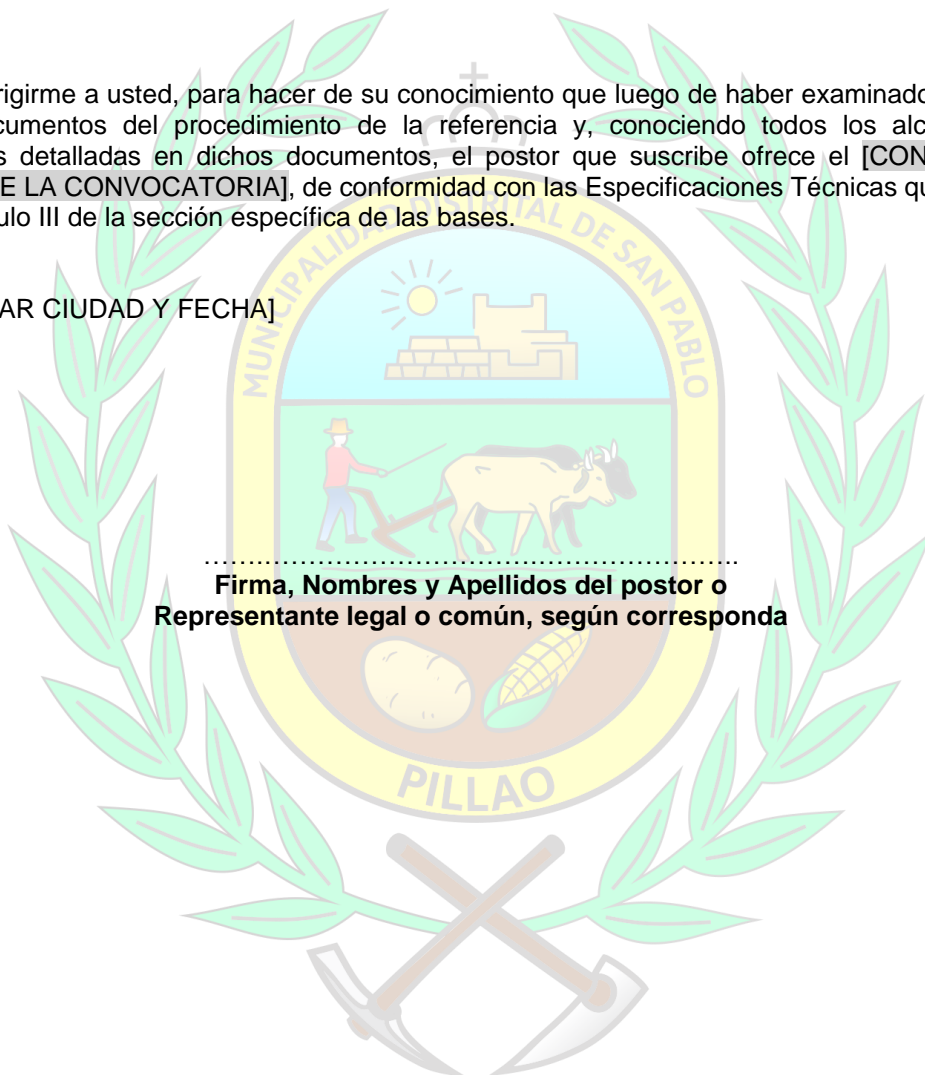 rigirme a usted, para hacer de su conocimiento que luego de haber examinado
cumentos del procedimiento de la referencia y, conociendo todos los alc
s detalladas en dichos documentos, el postor que suscribe ofrece el [CON
E LA CONVOCATORIA], de conformidad con las Especificaciones Técnicas qu
ulo III de la sección específica de las bases.
MUNICIPALIDAD DISTRITAL DE SAN PABLO
AR CIUDAD Y FECHA]
…….………………………….…………………..
Firma, Nombres y Apellidos del postor o
Representante legal o común, según corresponda
PILLAO